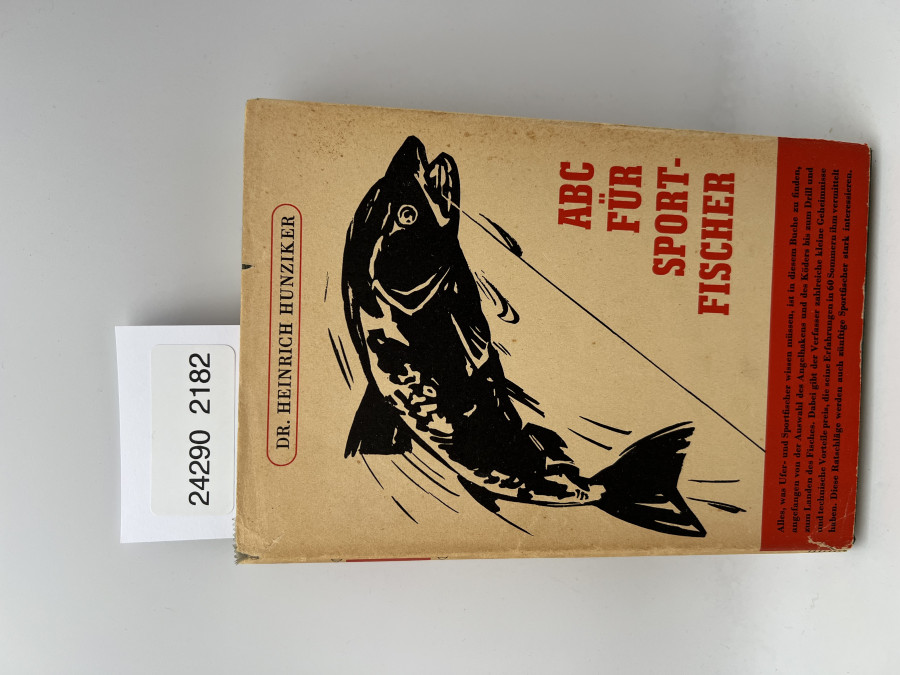 24290 2182
DR. HEINRICH HUNZIKER
ABC
FÜR
SPORT-
FISCHER
Alles, was Ufer- und Sportfischer wissen müssen, ist in diesem Buche zu finden,
angefangen von der Auswahl des Angelhakens und des Köders bis zum Drill und
zum Landen des Fisches. Dabei gibt der Verfasser zahlreiche kleine Geheimnisse
und technische Vorteile preis, die seine Erfahrungen in 60 Sommern ihm vermittelt
haben. Diese Ratschläge werden auch zünftige Sportfischer stark interessieren.